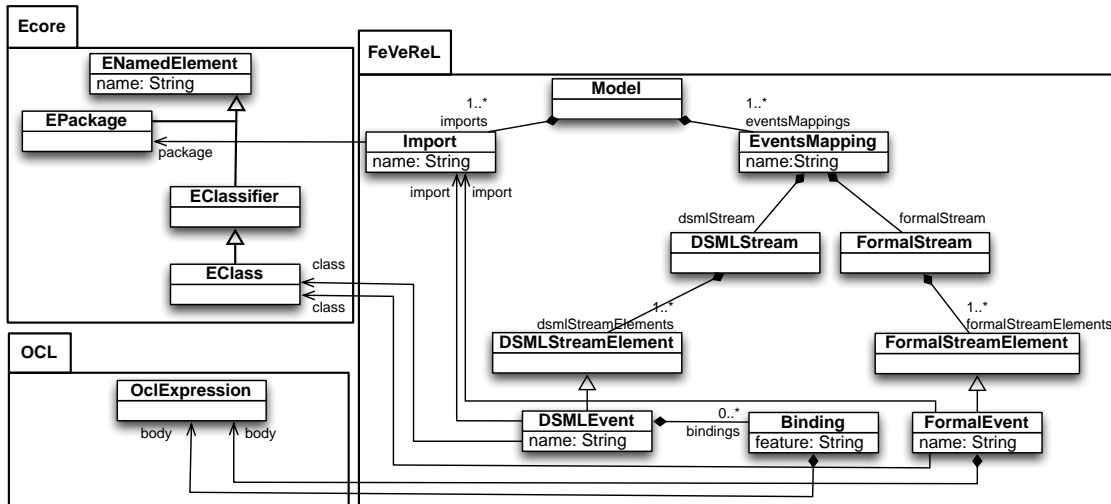 Ecore
ENamedElement
name: String
EPackage
package
EClassifier
EClass
class
class
OCL
OclExpression
body
body
FeVeReL
Model
1..*
imports
1..*
eventsMappings
Import
name: String
EventsMapping
name:String
import
import
dsmlStream
formalStream
DSMLStream
FormalStream
1..*
dsmlStreamElements
1..*
formalStreamElements
DSMLStreamElement
FormalStreamElement
DSMLEvent
name: String
0..*
bindings
Binding
feature: String
FormalEvent
name: String